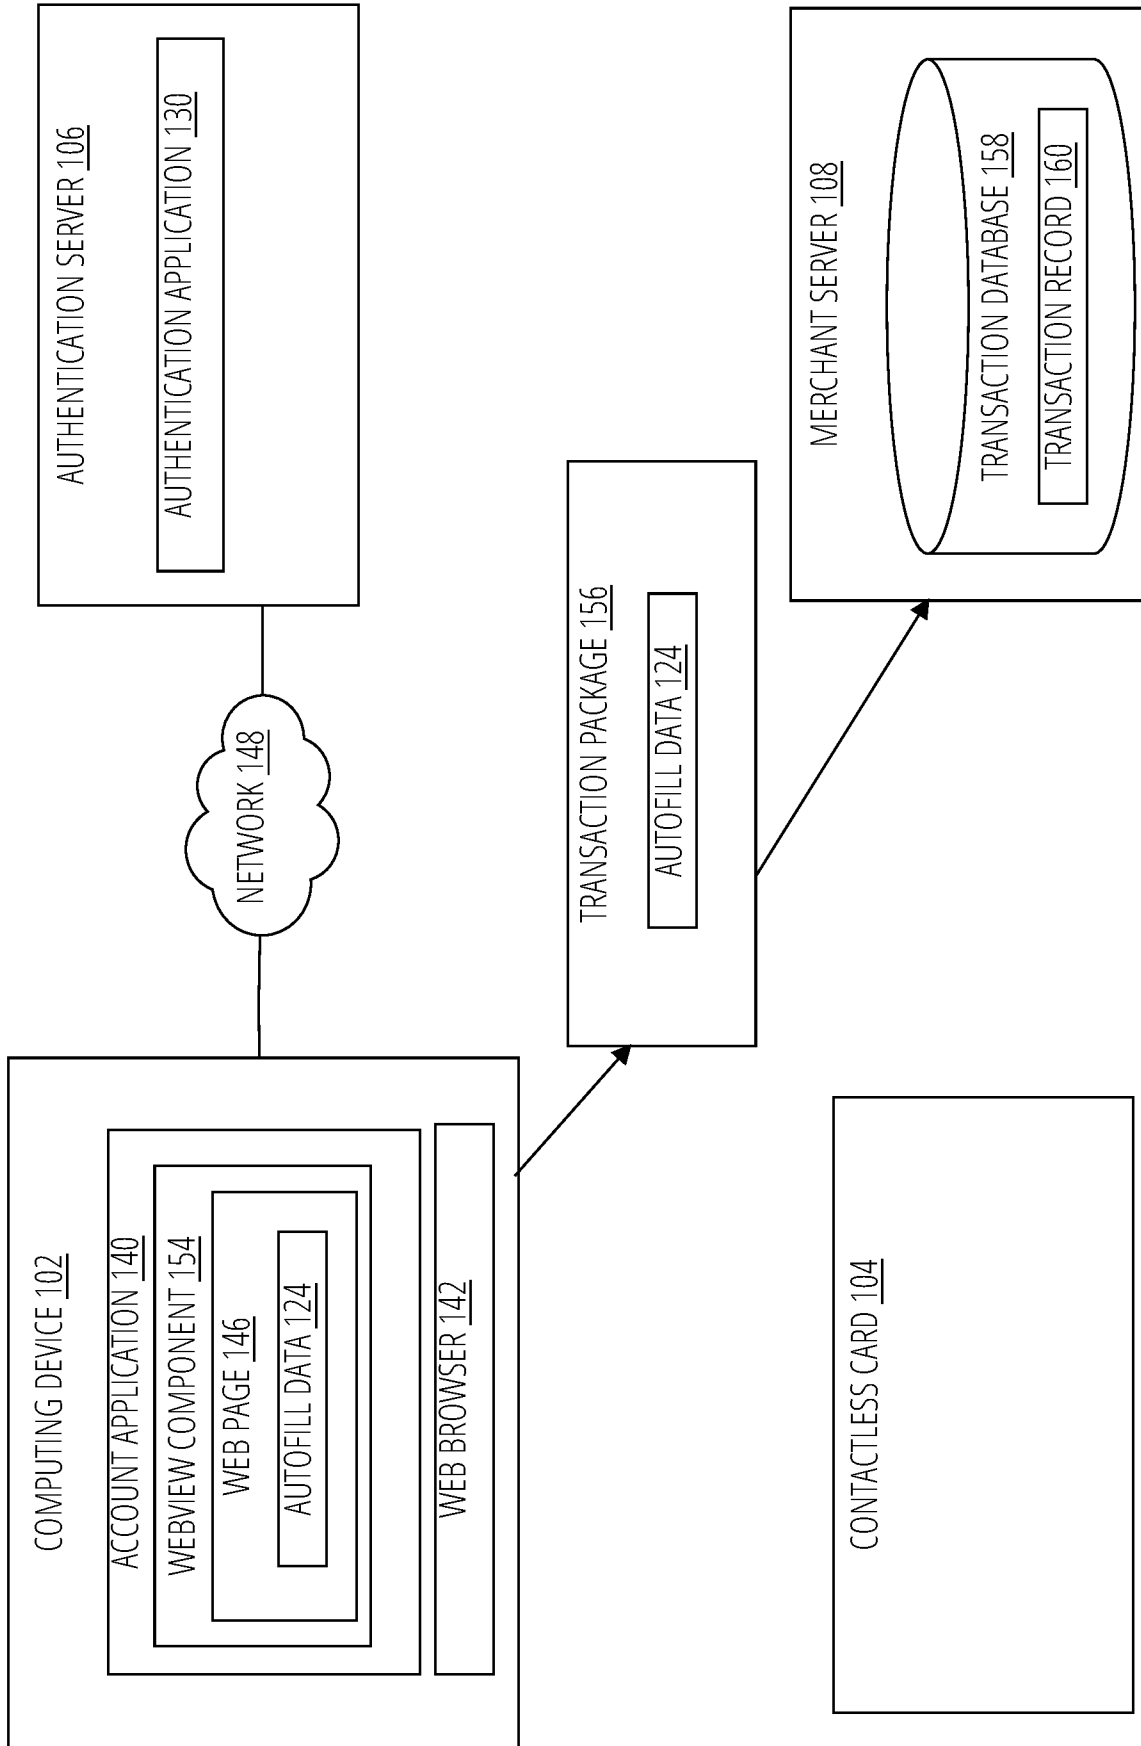 COMPUTING DEVICE 102
ACCOUNT APPLICATION 140
WEBVIEW COMPONENT 154
WEB PAGE 146
AUTOFILL DATA 124
WEB BROWSER 142
NETWORK 148
AUTHENTICATION SERVER 106
AUTHENTICATION APPLICATION 130
TRANSACTION PACKAGE 156
AUTOFILL DATA 124
CONTACTLESS CARD 104
MERCHANT SERVER 108
TRANSACTION DATABASE 158
TRANSACTION RECORD 160